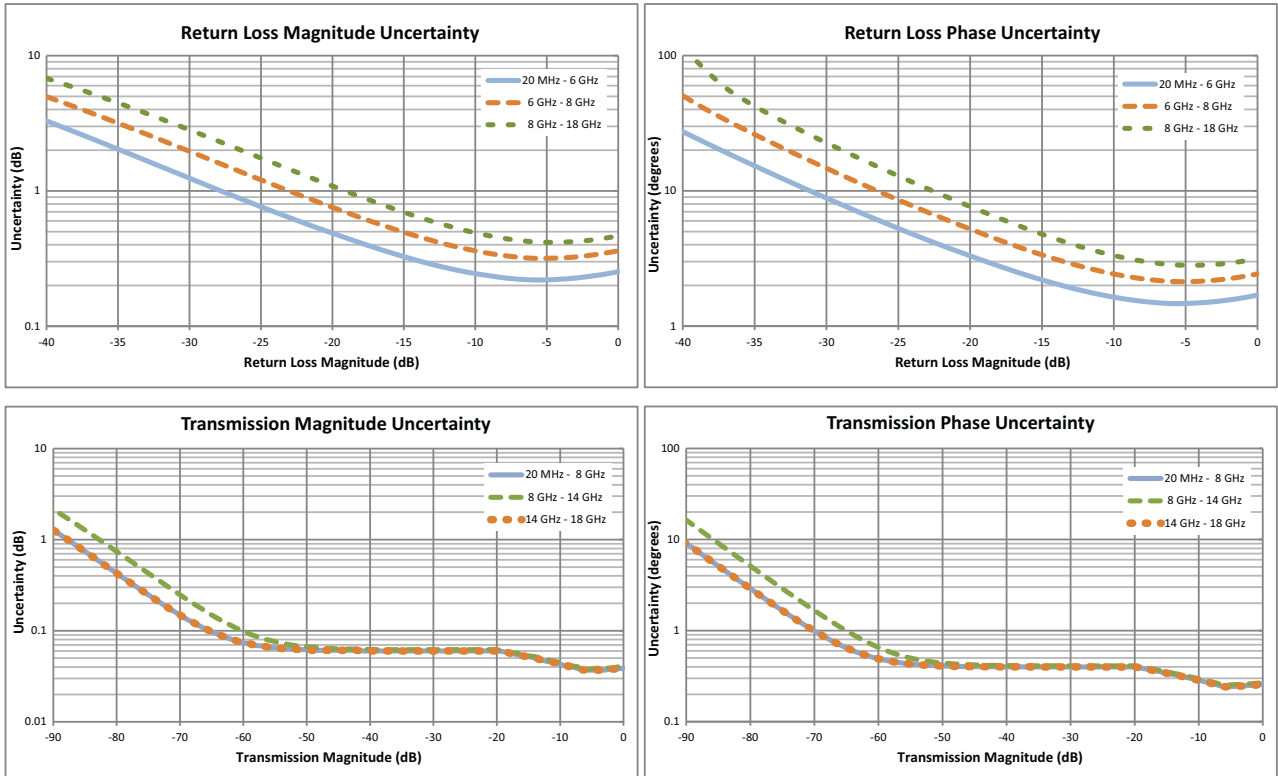 Return Loss Magnitude Uncertainty
10
1
0.1
Uncertainty (dB)
20 MHz - 6 GHz
6 GHz - 8 GHz
8 GHz - 18 GHz
-40 -35 -30 -25 -20 -15 -10 -5 0
Return Loss Magnitude (dB)
Return Loss Phase Uncertainty
100
10
1
Uncertainty (degrees)
20 MHz - 6 GHz
6 GHz - 8 GHz
8 GHz - 18 GHz
-40 -35 -30 -25 -20 -15 -10 -5 0
Return Loss Magnitude (dB)
Transmission Magnitude Uncertainty
10
1
0.1
0.01
Uncertainty (dB)
20 MHz - 8 GHz
8 GHz - 14 GHz
14 GHz - 18 GHz
-90 -80 -70 -60 -50 -40 -30 -20 -10 0
Transmission Magnitude (dB)
Transmission Phase Uncertainty
100
10
1
0.1
Uncertainty (degrees)
20 MHz - 8 GHz
8 GHz - 14 GHz
14 GHz - 18 GHz
-90 -80 -70 -60 -50 -40 -30 -20 -10 0
Transmission Magnitude (dB)